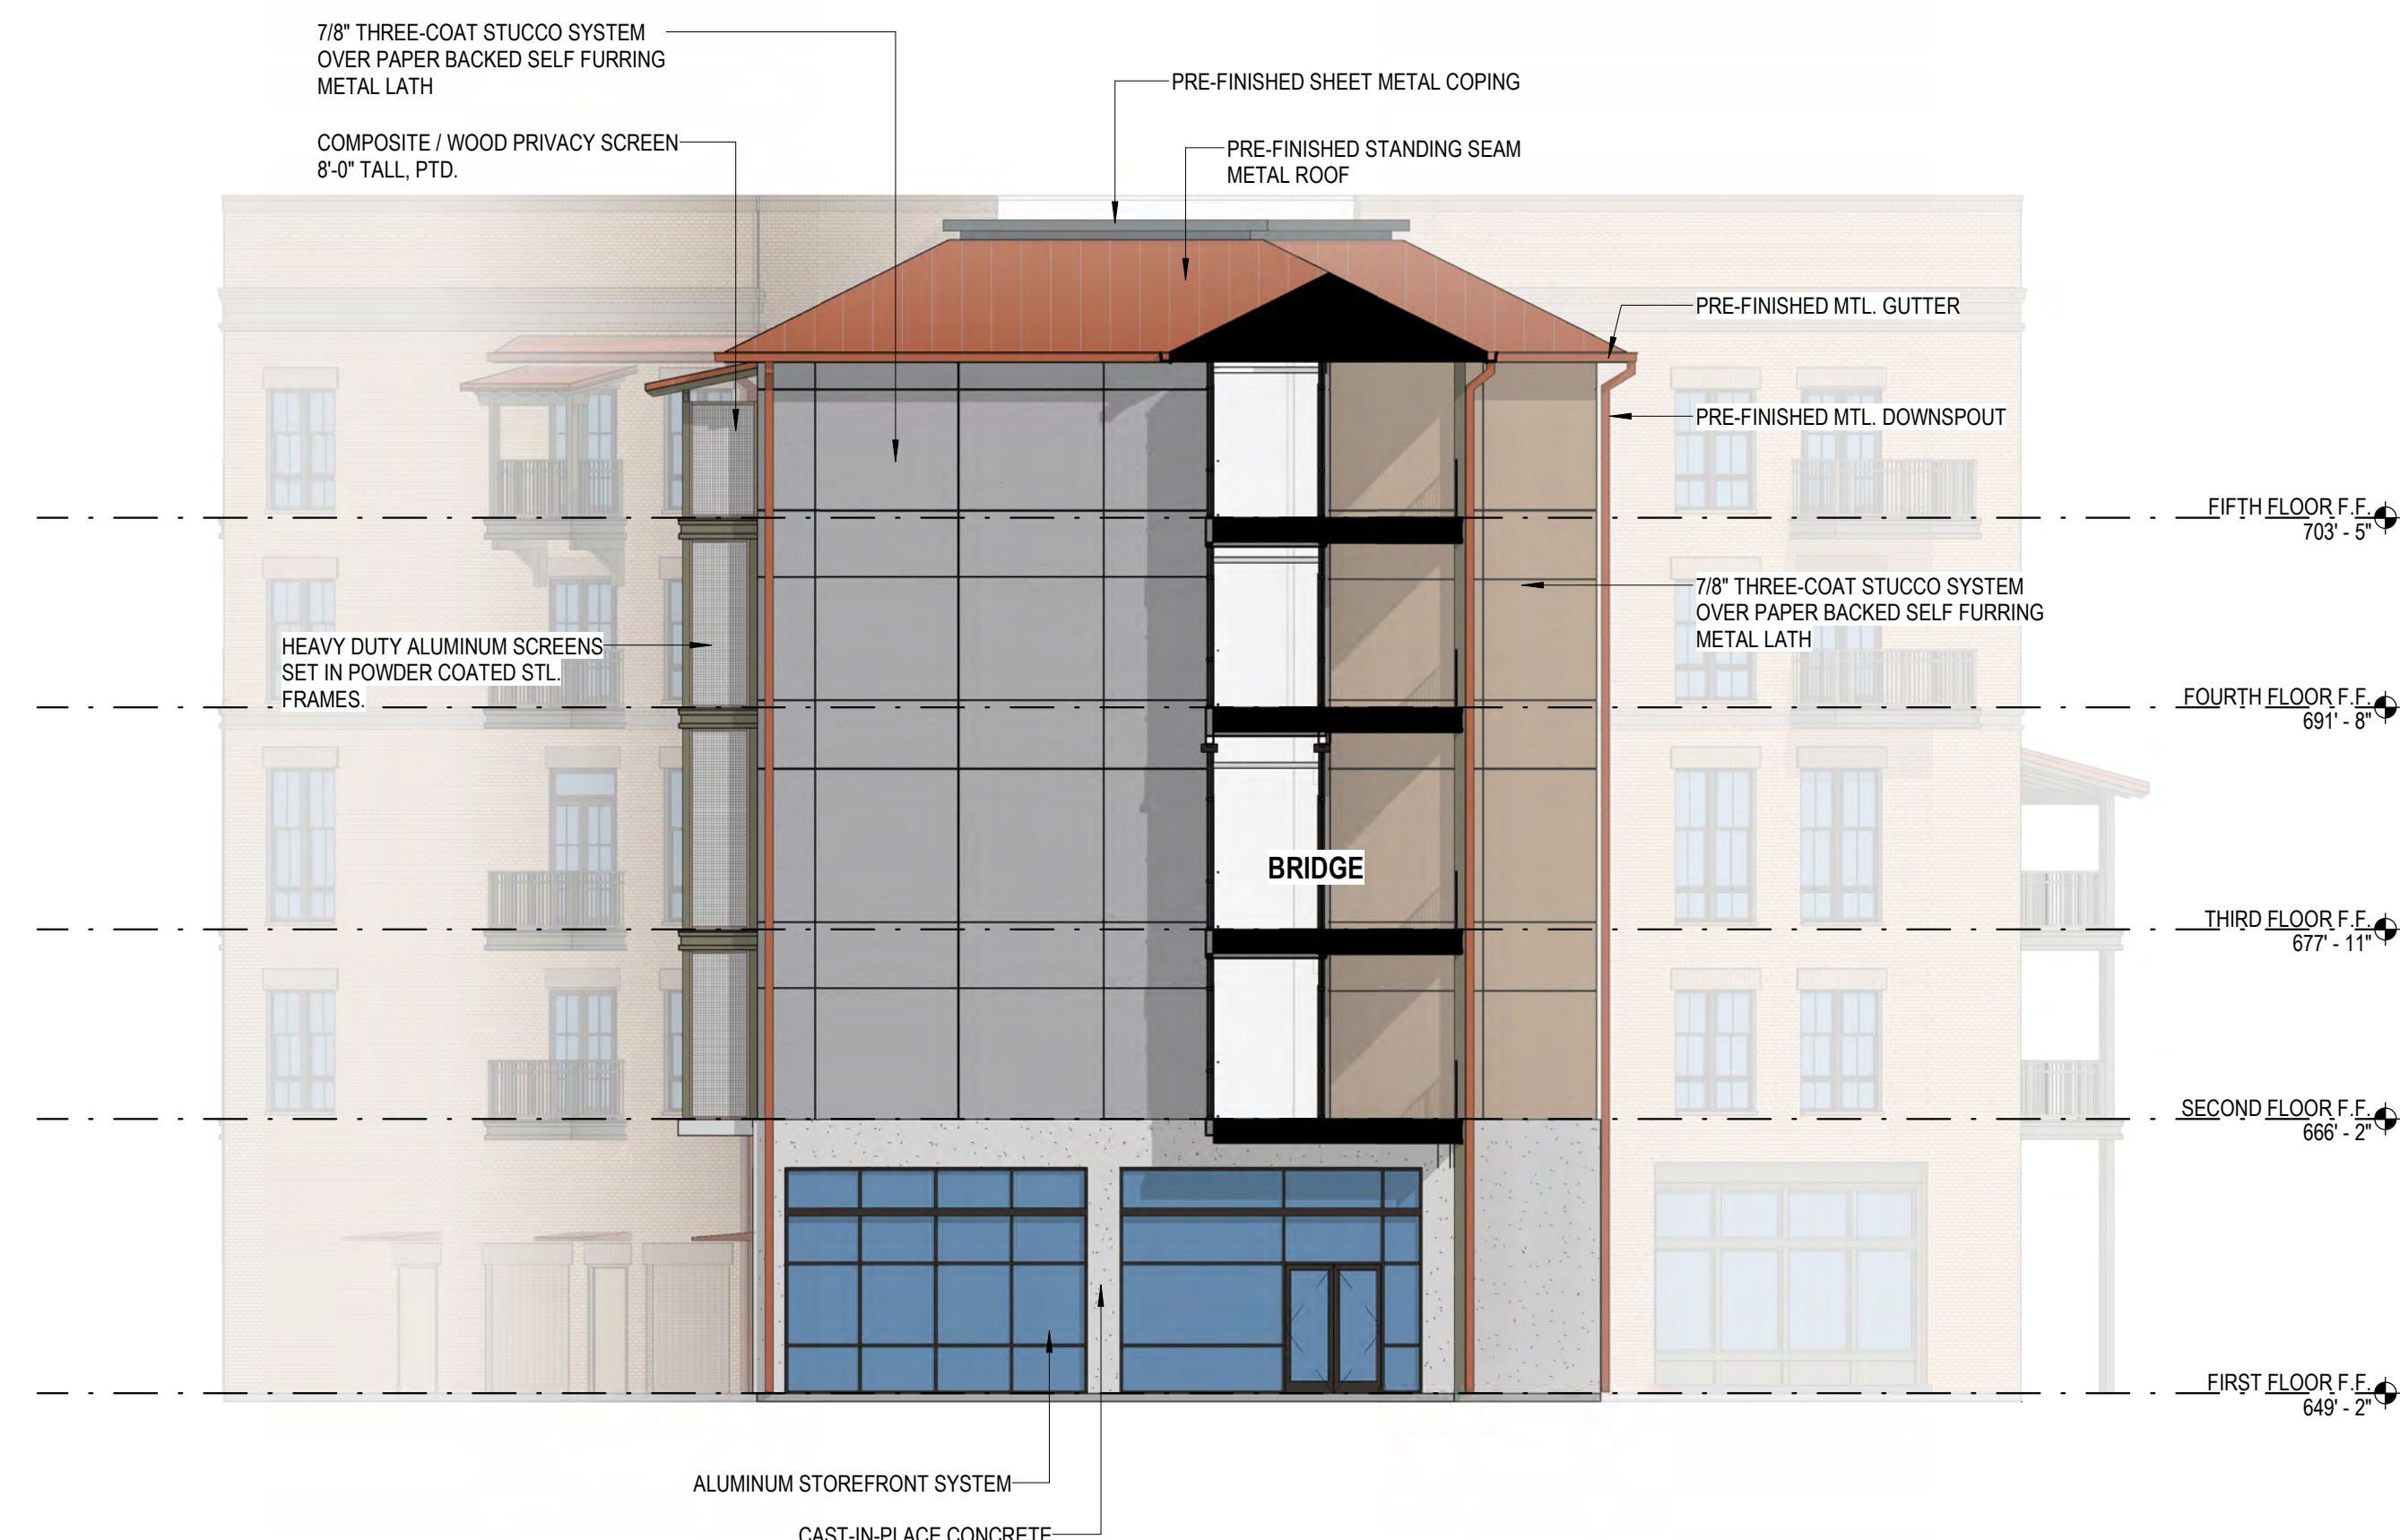 7/8" THREE-COAT STUCCO SYSTEM
OVER PAPER BACKED SELF FURRING
METAL LATH
PRE-FINISHED SHEET METAL COPING
COMPOSITE / WOOD PRIVACY SCREEN
8'-0" TALL, PTD.
PRE-FINISHED STANDING SEAM
METAL ROOF
PRE-FINISHED MTL. GUTTER
PRE-FINISHED MTL. DOWNSPOUT
FIFTH FLOOR F.F.
703' - 5"
7/8" THREE-COAT STUCCO SYSTEM
OVER PAPER BACKED SELF FURRING
METAL LATH
HEAVY DUTY ALUMINUM SCREENS
SET IN POWDER COATED STL.
FRAMES.
FOURTH FLOOR F.F.
691' - 8"
BRIDGE
THIRD FLOOR F.F.
677' - 11"
SECOND FLOOR F.F.
666' - 2"
FIRST FLOOR F.F.
649' - 2"
ALUMINUM STOREFRONT SYSTEM
CAST-IN-PLACE CONCRETE